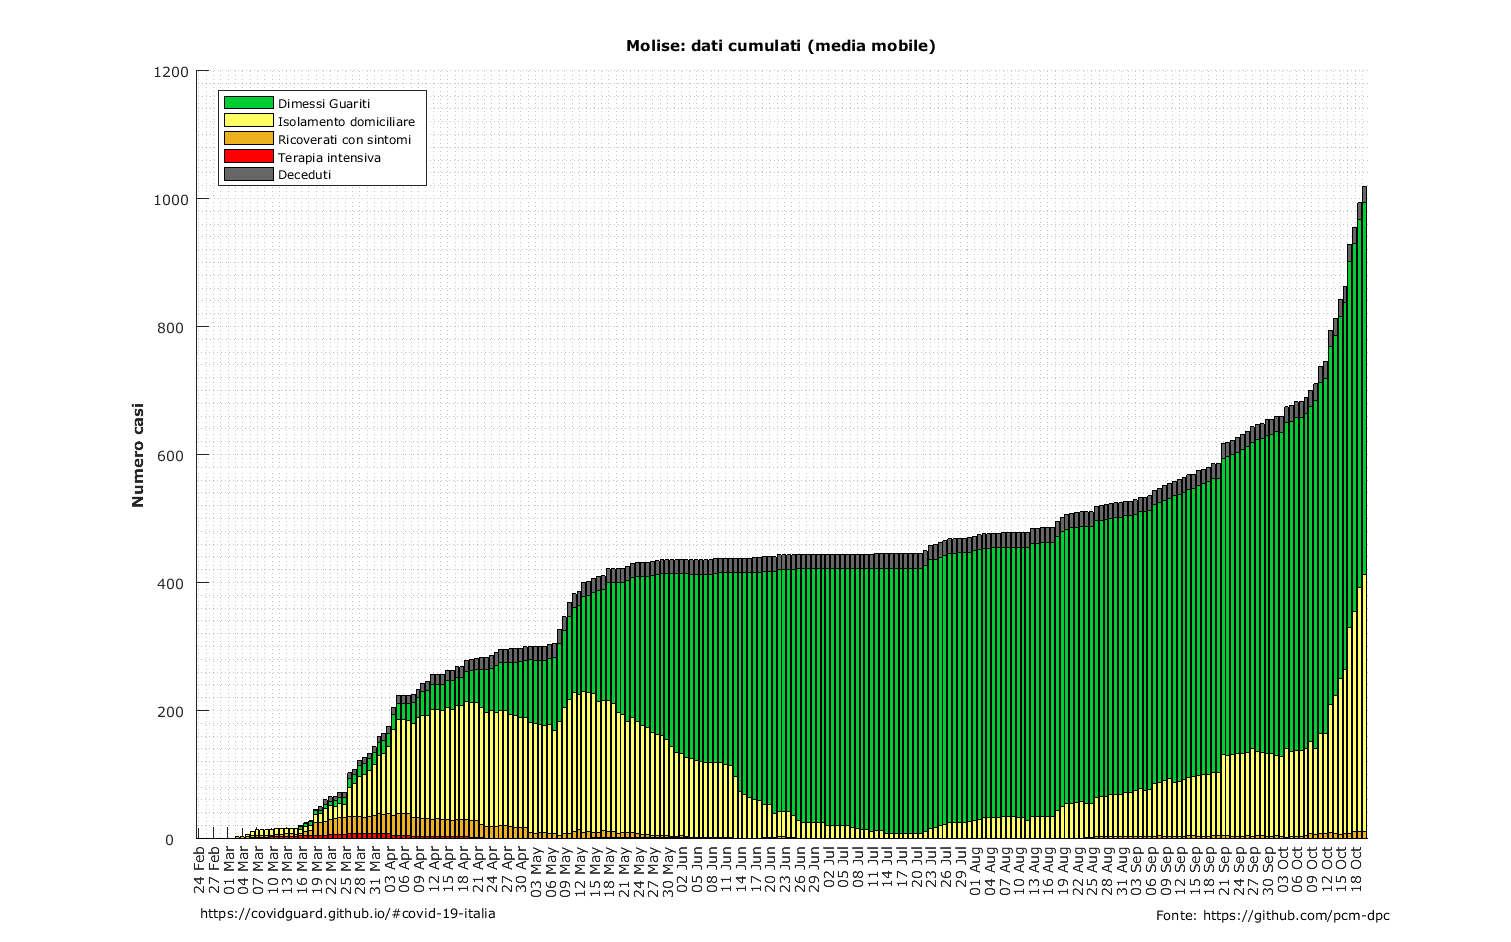 Molise: dati cumulati (media mobile)
1200
1000
800
600
400
200
0
Numero casi
Dimessi Guariti
Isolamento domiciliare
Ricoverati con sintomi
Terapia intensiva
Deceduti
24 Feb
27 Feb
01 Mar
04 Mar
07 Mar
10 Mar
13 Mar
16 Mar
19 Mar
22 Mar
25 Mar
28 Mar
31 Mar
03 Apr
06 Apr
09 Apr
12 Apr
15 Apr
18 Apr
21 Apr
24 Apr
27 Apr
30 Apr
03 May
06 May
09 May
12 May
15 May
18 May
21 May
24 May
27 May
30 May
02 Jun
05 Jun
08 Jun
11 Jun
14 Jun
17 Jun
20 Jun
23 Jun
26 Jun
29 Jun
02 Jul
05 Jul
08 Jul
11 Jul
14 Jul
17 Jul
20 Jul
23 Jul
26 Jul
29 Jul
01 Aug
04 Aug
07 Aug
10 Aug
13 Aug
16 Aug
19 Aug
22 Aug
25 Aug
28 Aug
31 Aug
03 Sep
06 Sep
09 Sep
12 Sep
15 Sep
18 Sep
21 Sep
24 Sep
27 Sep
30 Sep
03 Oct
06 Oct
09 Oct
12 Oct
15 Oct
18 Oct
https://covidguard.github.io/#covid-19-italia
Fonte: https://github.com/pcm-dpc